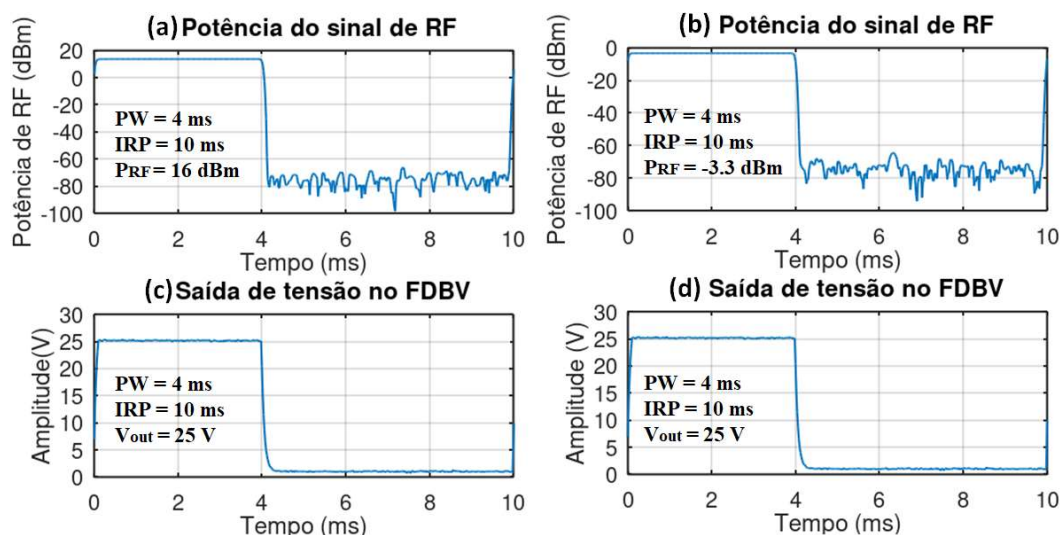 (a) Potência do sinal de RF
Potência de RF (dBm)
20
0
-20
-40
-60
-80
-100
PW = 4 ms
IRP = 10 ms
PRF = 16 dBm
0 2 4 6 8 10
Tempo (ms)
(b) Potência do sinal de RF
Potência de RF (dBm)
0
-20
-40
-60
-80
-100
PW = 4 ms
IRP = 10 ms
PRF = -3.3 dBm
0 2 4 6 8 10
Tempo (ms)
(c) Saída de tensão no FDBV
Amplitude(V)
30
25
20
15
10
5
0
PW = 4 ms
IRP = 10 ms
Vout = 25 V
0 2 4 6 8 10
Tempo (ms)
(d) Saída de tensão no FDBV
Amplitude (V)
30
25
20
15
10
5
0
PW = 4 ms
IRP = 10 ms
Vout = 25 V
0 2 4 6 8 10
Tempo (ms)